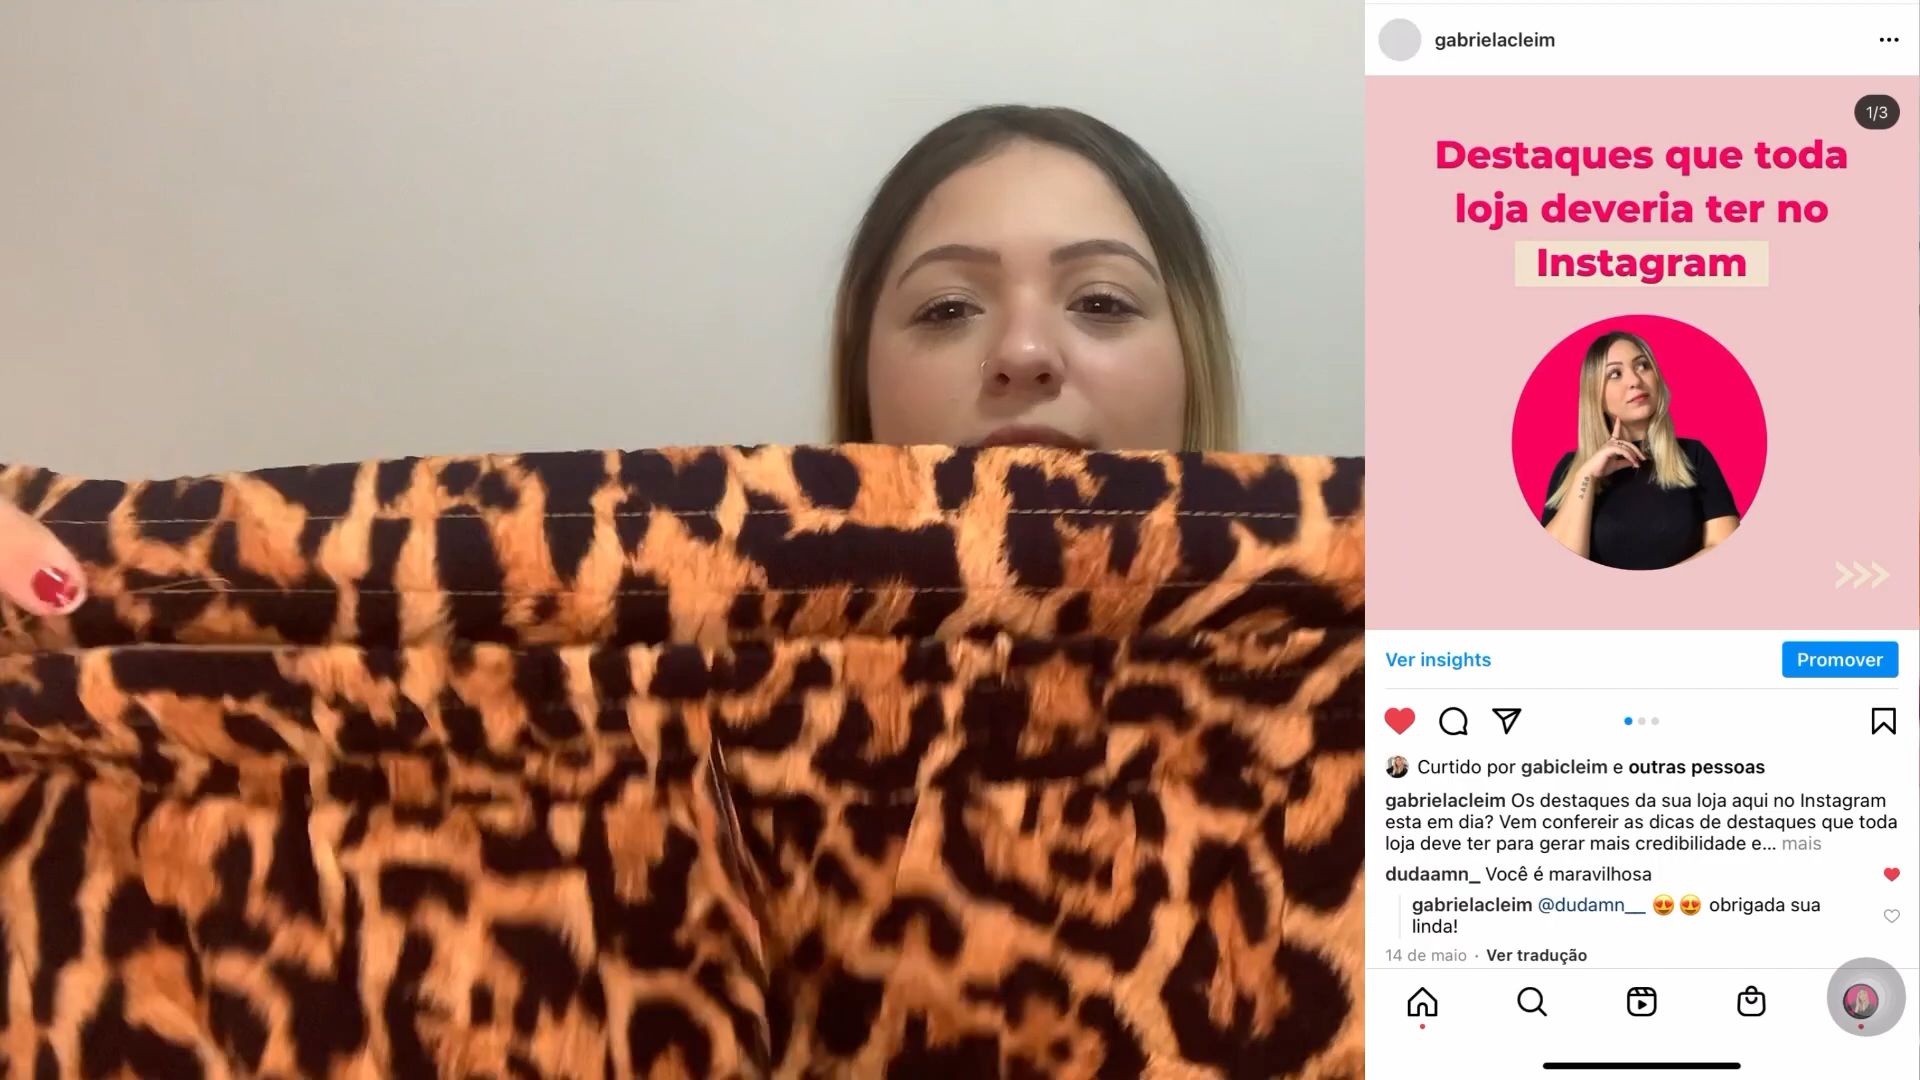 gabrielacleim
1/3
Destaques que toda
loja deveria ter no
Instagram
Ver insights
Promover
Curtido por gabicleim e outras pessoas
gabrielacleim Os destaques da sua loja aqui no Instagram
esta em dia? Vem confereir as dicas de destaques que toda
loja deve ter para gerar mais credibilidade e... mais
dudaamn_ Você é maravilhosa
gabrielacleim @dudamn__ 😍 😍 obrigada sua
linda!
14 de maio · Ver tradução